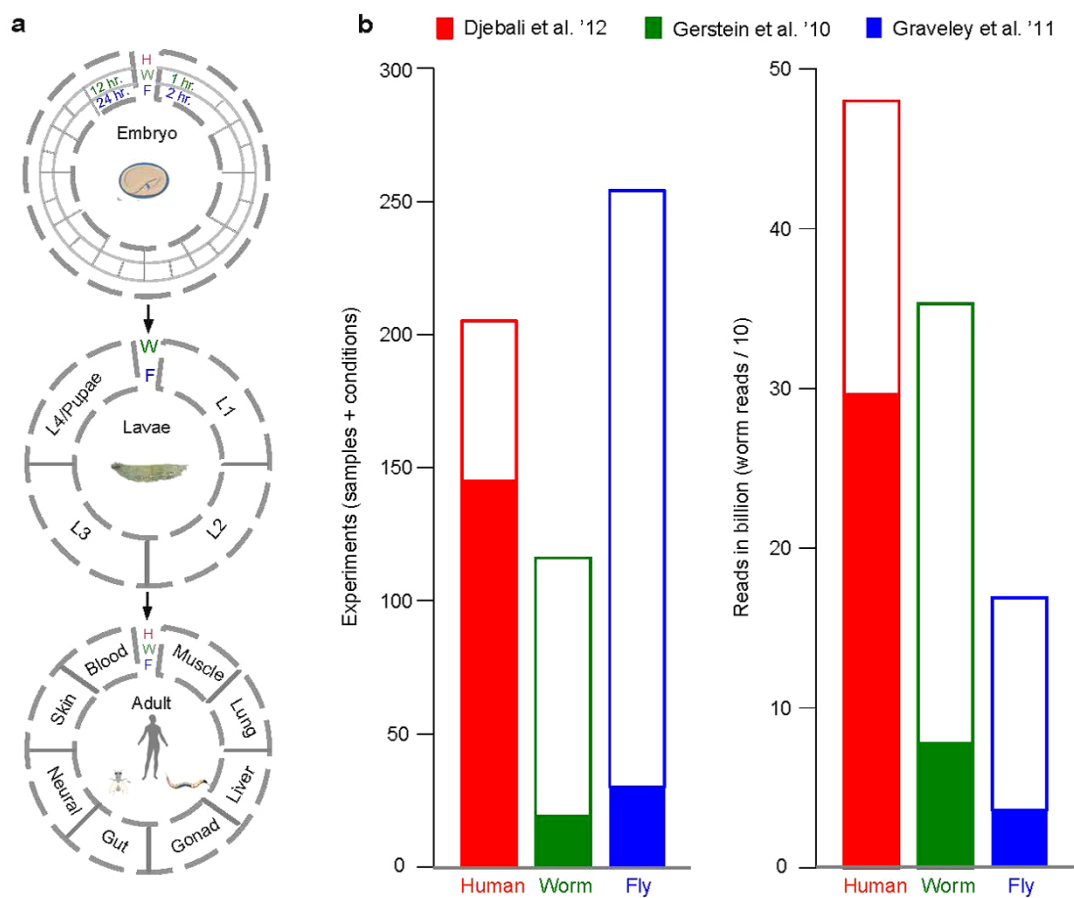 a
H
W
F
12 hr.
1 hr.
24 hr.
2 hr.
Embryo
W
F
L4/Pupae
L1
Lavae
L3
L2
H
W
F
Blood
Muscle
Skin
Lung
Adult
Neural
Liver
Gut
Gonad
b
Djebali et al. ’12
Gerstein et al. ’10
Graveley et al. ’11
Experiments (samples + conditions)
300
250
200
150
100
50
0
Human
Worm
Fly
Reads in billion (worm reads / 10)
50
40
30
20
10
0
Human
Worm
Fly